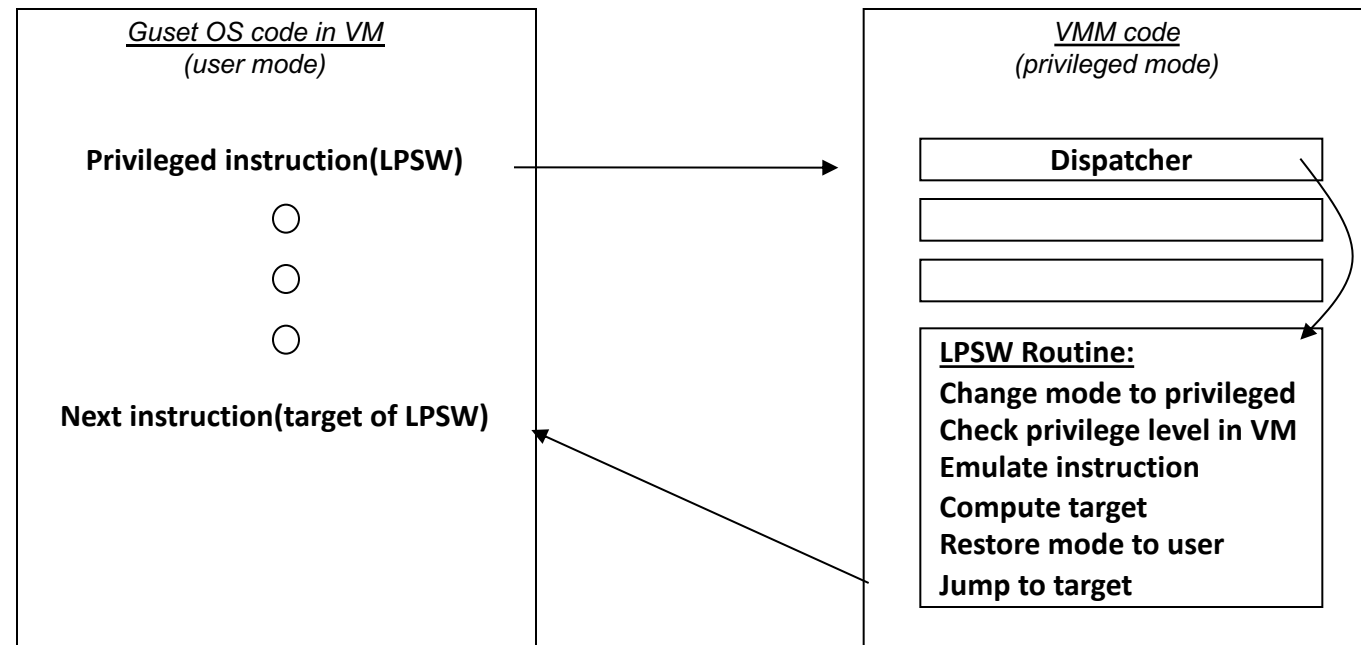 Guset OS code in VM
(user mode)
Privileged instruction(LPSW)
Next instruction(target of LPSW)
VMM code
(privileged mode)
Dispatcher
LPSW Routine:
Change mode to privileged
Check privilege level in VM
Emulate instruction
Compute target
Restore mode to user
Jump to target